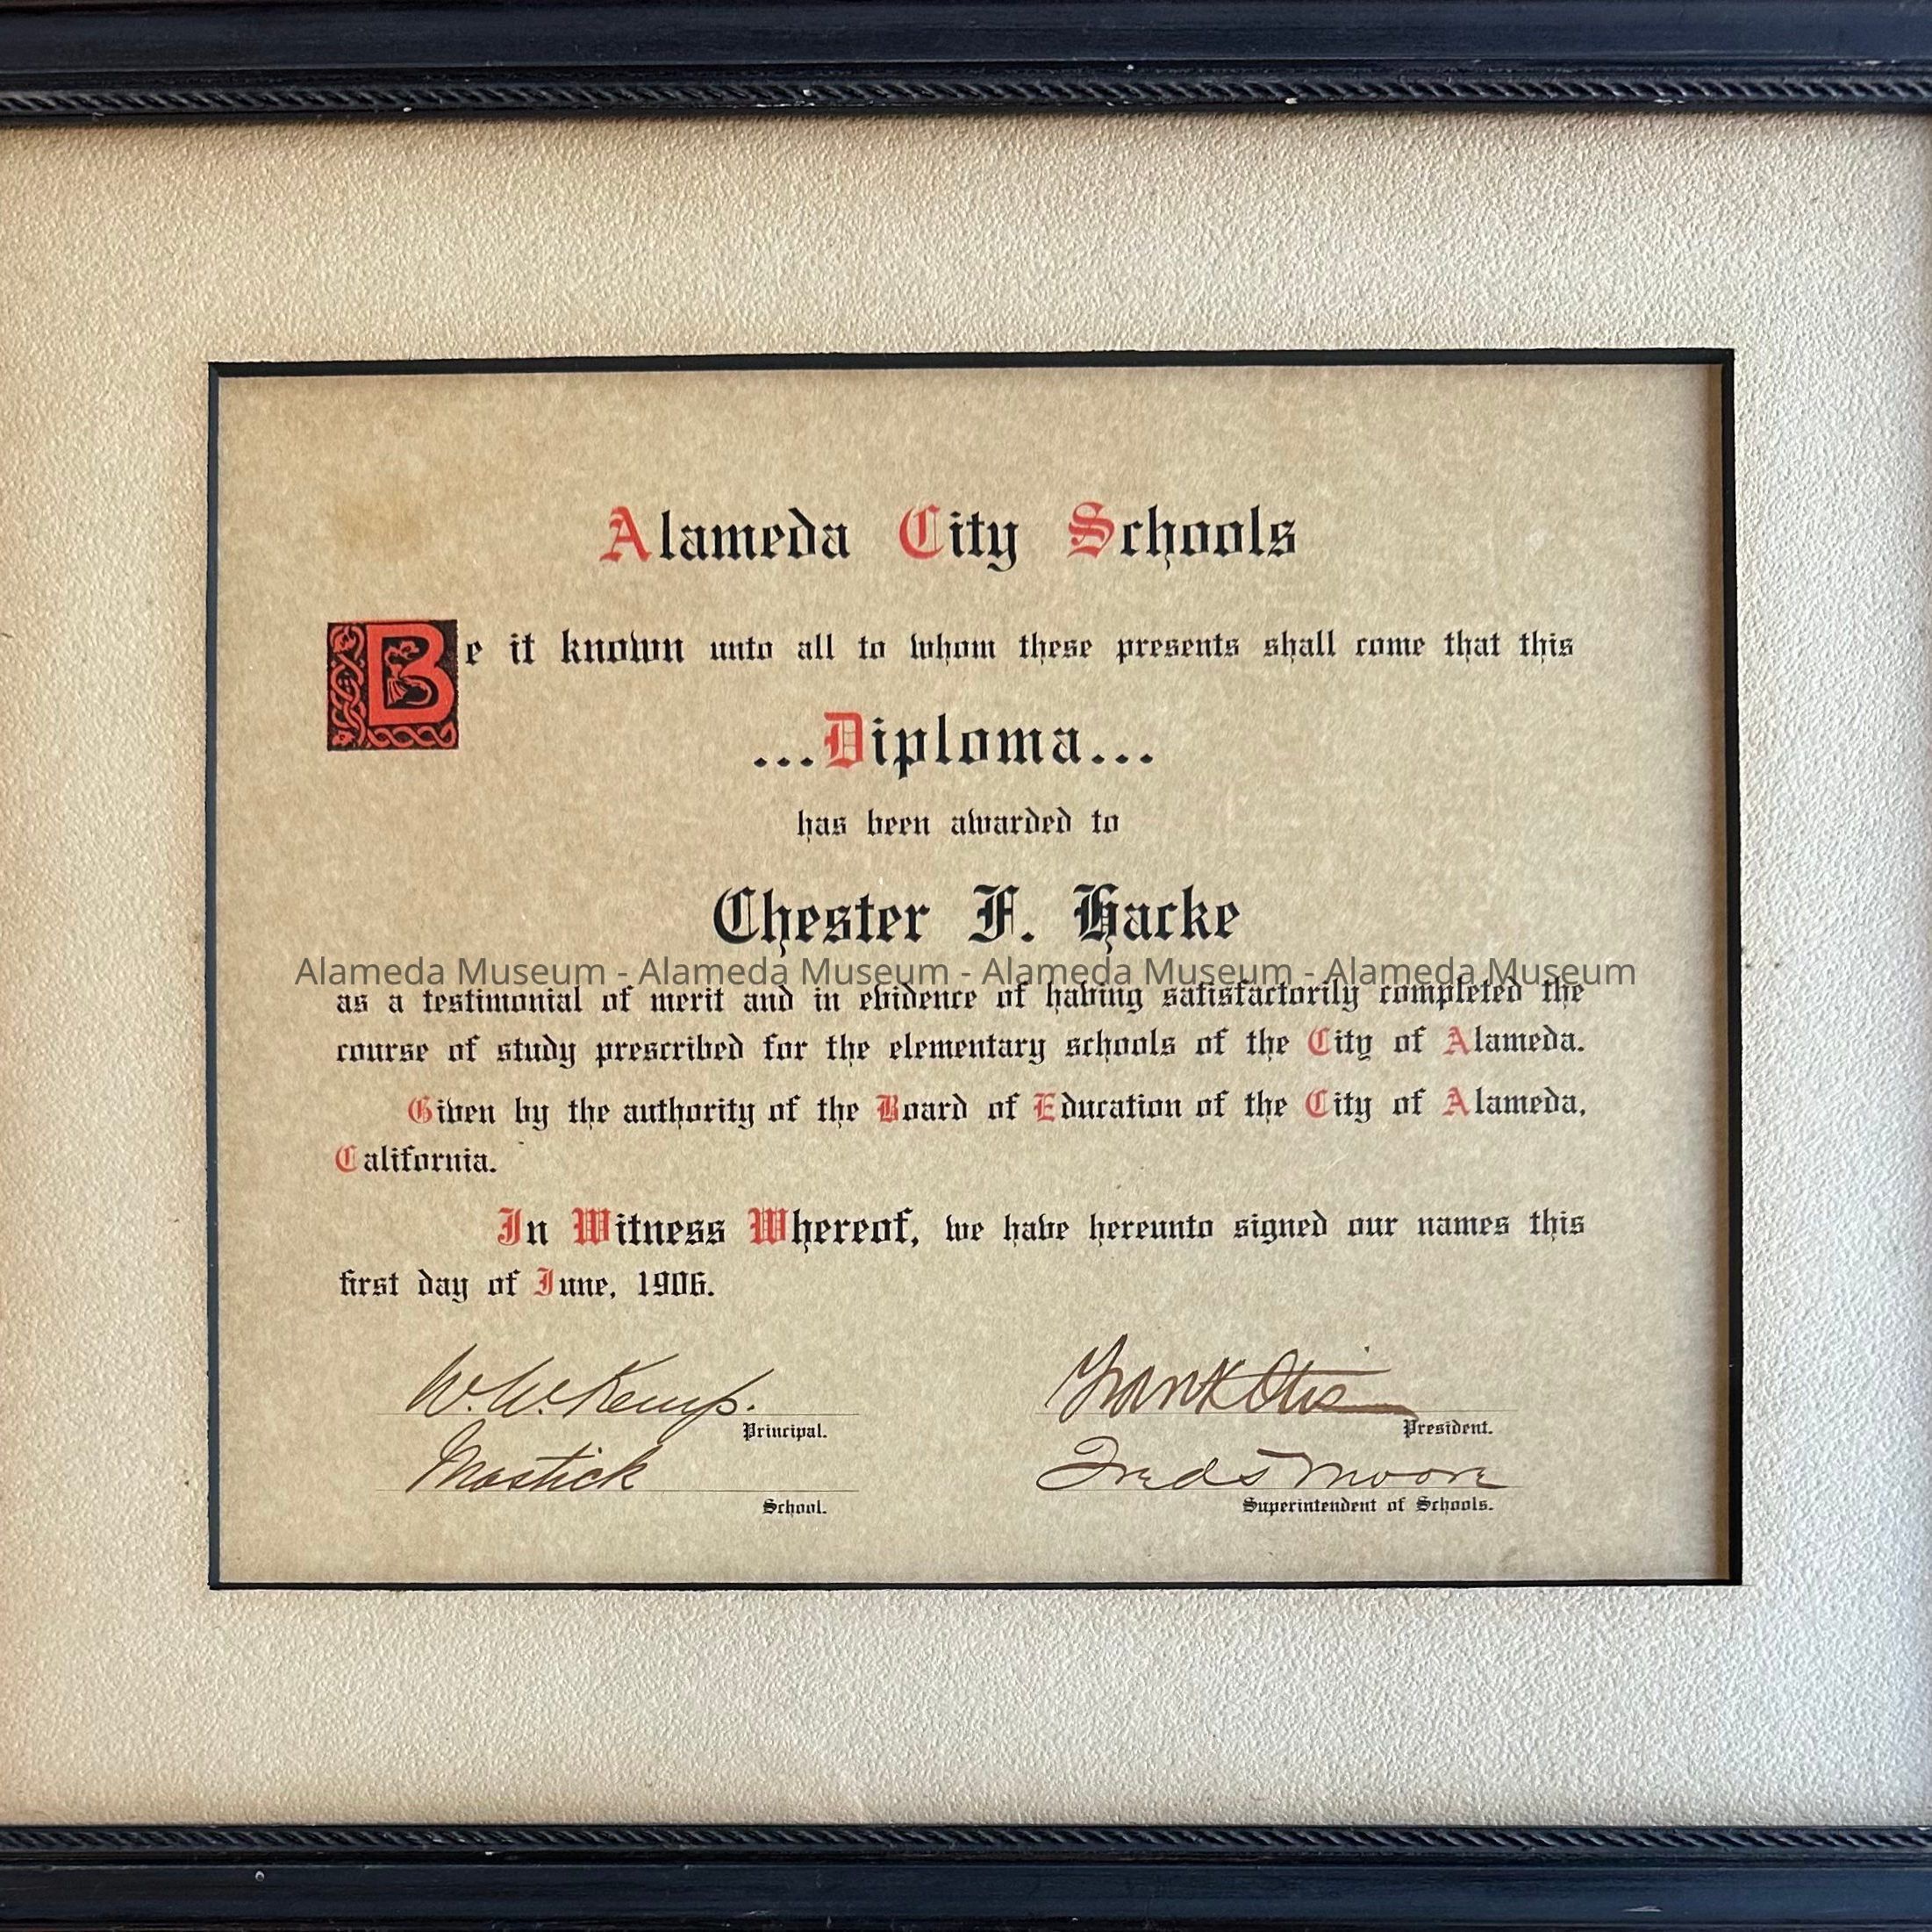 Alameda City Schools
Be it known unto all to whom these presents shall come that this
...Diploma...
has been awarded to
Chester F. Hacke
Alameda Museum - Alameda Museum - Alameda Museum - Alameda Museum
as a testimonial of merit and in evidence of having satisfactorily completed the
course of study prescribed for the elementary schools of the City of Alameda.
Given by the authority of the Board of Education of the City of Alameda,
California.
In Witness Whereof, we have hereunto signed our names this
first day of June, 1906.
W. W. Kemp.
Principal.
Mastick
School.
Frank Otis
President.
Fred S Moore
Superintendent of Schools.